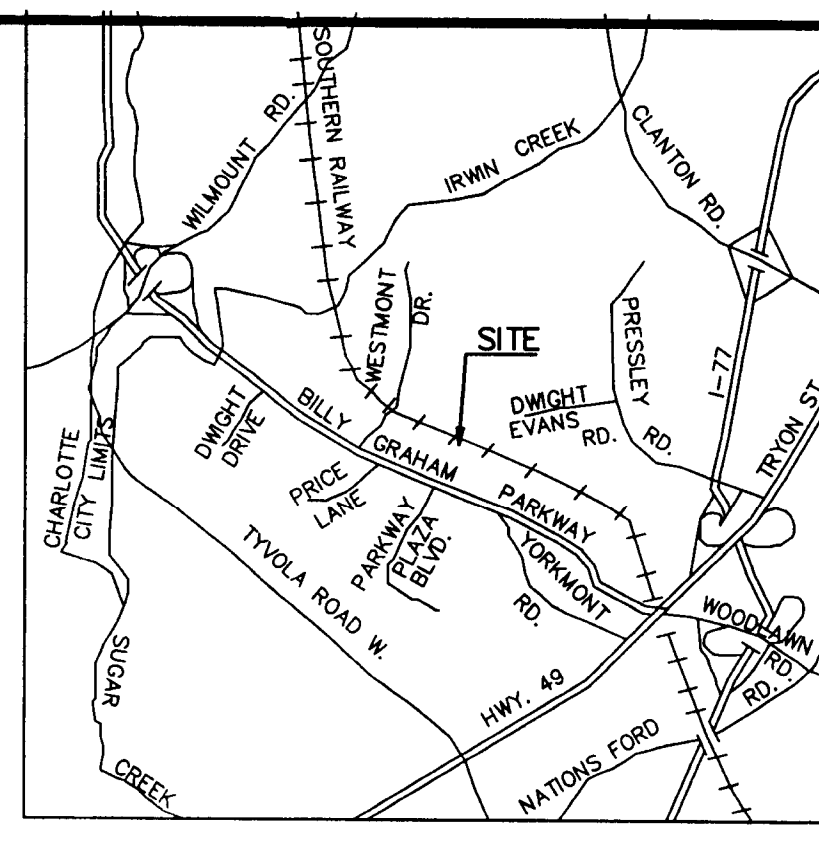 SOUTHERN RAILWAY
WILMOUNT RD.
IRWIN CREEK
CLANTON RD.
WESTMONT DR.
SITE
PRESSLEY RD.
I-77
DWIGHT
EVANS
RD.
TRYON ST
BILLY GRAHAM PARKWAY
DWIGHT
DRIVE
CHARLOTTE
CITY LIMITS
PRICE
LANE
PARKWAY
PLAZA
BLVD.
TYVOLA ROAD W.
YORKMONT RD.
WOODLAWN
RD.
RD.
HWY. 49
NATIONS FORD
SUGAR
CREEK